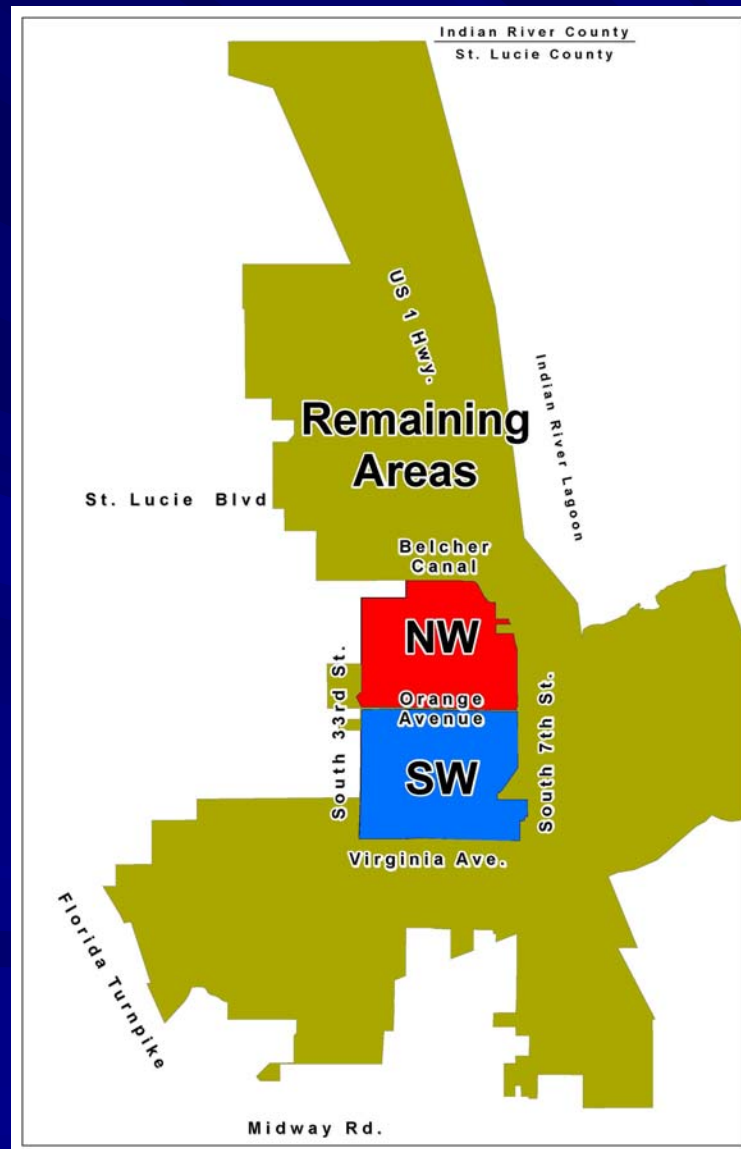 Indian River County
St. Lucie County
US 1 Hwy.
Indian River Lagoon
Remaining
Areas
St. Lucie Blvd
Belcher
Canal
NW
South 33rd St.
Orange
Avenue
South 7th St.
SW
Virginia Ave.
Florida Turnpike
Midway Rd.